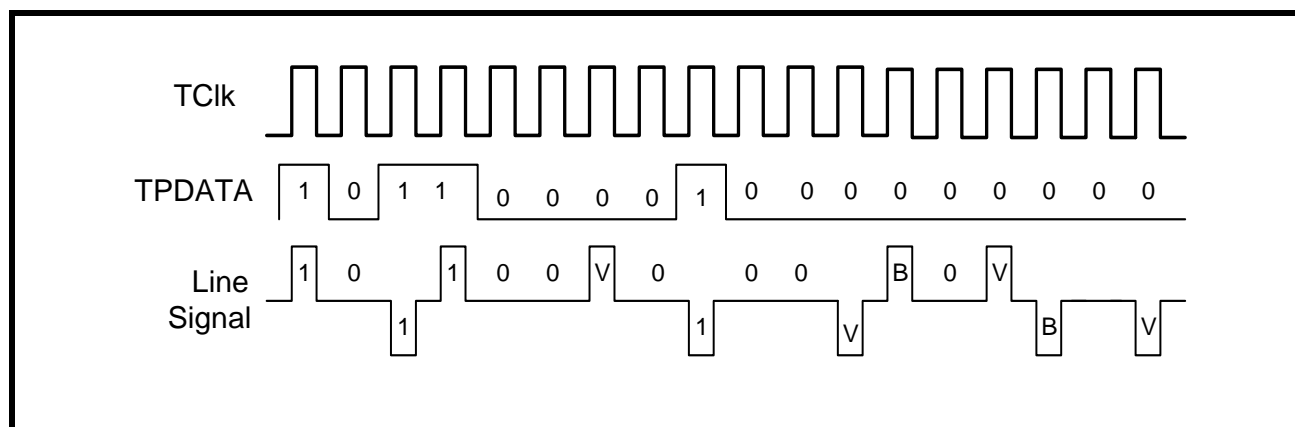 TClk
TPDATA 1 0 1 1 0 0 0 0 1 0 0 0 0 0 0 0 0 0
Line 1 0 1 0 0 V 0 0 0 B 0 V
Signal 1 1 V B V